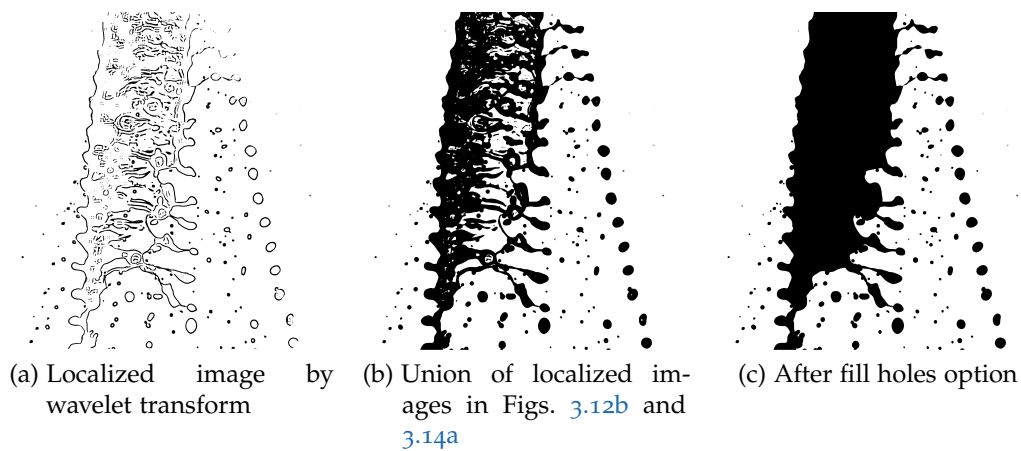 (a) Localized image by
wavelet transform
(b) Union of localized im-
ages in Figs. 3.12b and
3.14a
(c) After fill holes option